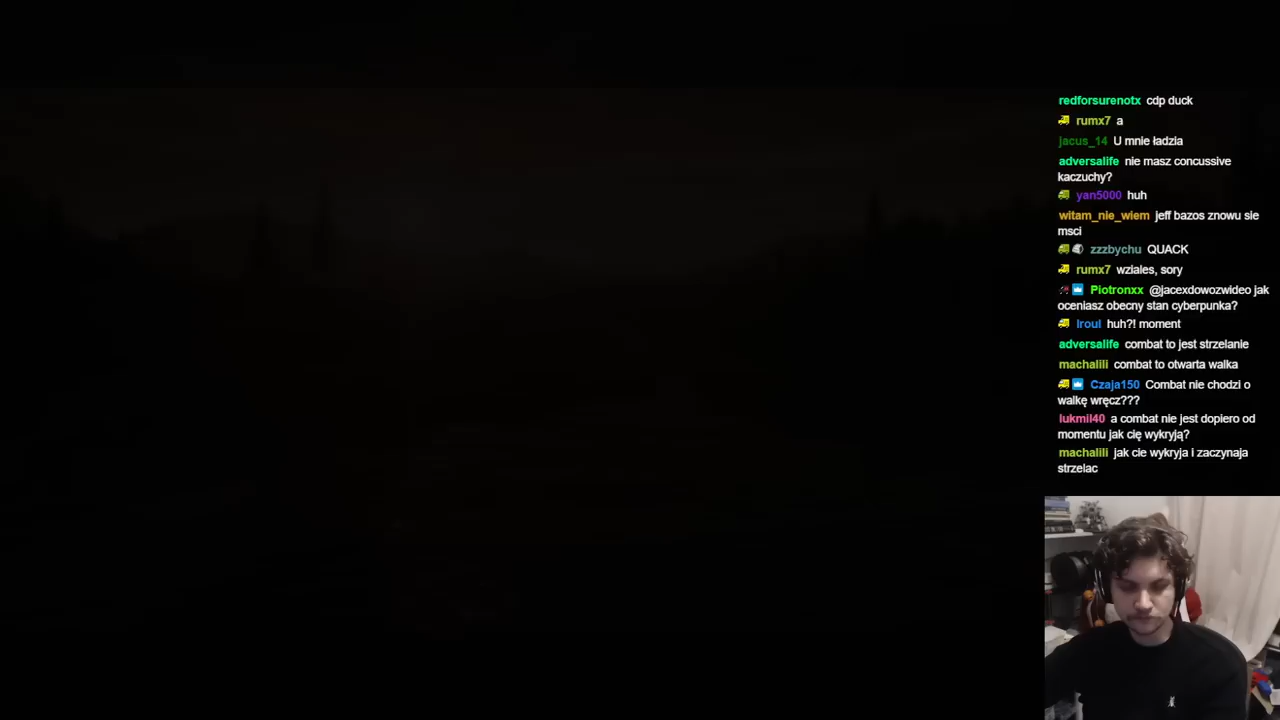 redforsurenotx cdp duck
rumx7 a
jacus_14 U mnie ładzia
adversalife nie masz concussive
kaczuchy?
yan5000 huh
witam_nie_wiem jeff bazos znowu sie
msci
zzzbychu QUACK
rumx7 wziales, sory
Piotronxx @jacexdowozwideo jak
oceniasz obecny stan cyberpunka?
lroul huh?! moment
adversalife combat to jest strzelanie
machalili combat to otwarta walka
Czaja150 Combat nie chodzi o
walkę wręcz???
lukmil40 a combat nie jest dopiero od
momentu jak cię wykryją?
machalili jak cie wykryja i zaczynaja
strzelac